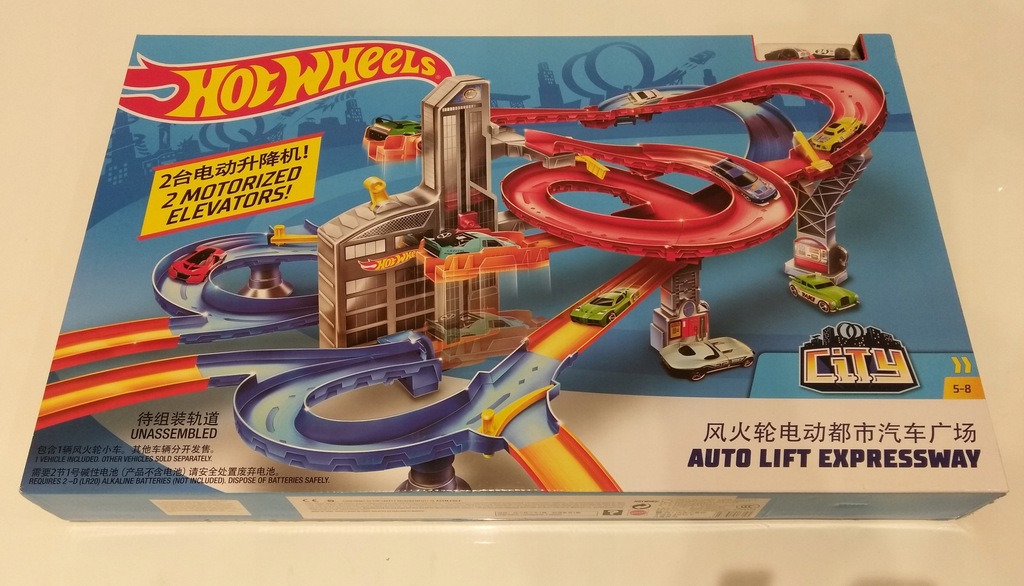 HOT WHEELS
2台电动升降机!
2 MOTORIZED
ELEVATORS!
HOT WHEELS
CITY
5-8
待组装轨道
UNASSEMBLED
包含1辆风火轮小车。其他车辆分开发售。
1 VEHICLE INCLUDED. OTHER VEHICLES SOLD SEPARATELY.
需要2节1号碱性电池(产品不含电池)请安全处置废弃电池。
REQUIRES 2 –D (LR20) ALKALINE BATTERIES (NOT INCLUDED). DISPOSE OF BATTERIES SAFELY.
风火轮电动都市汽车广场
AUTO LIFT EXPRESSWAY
CE